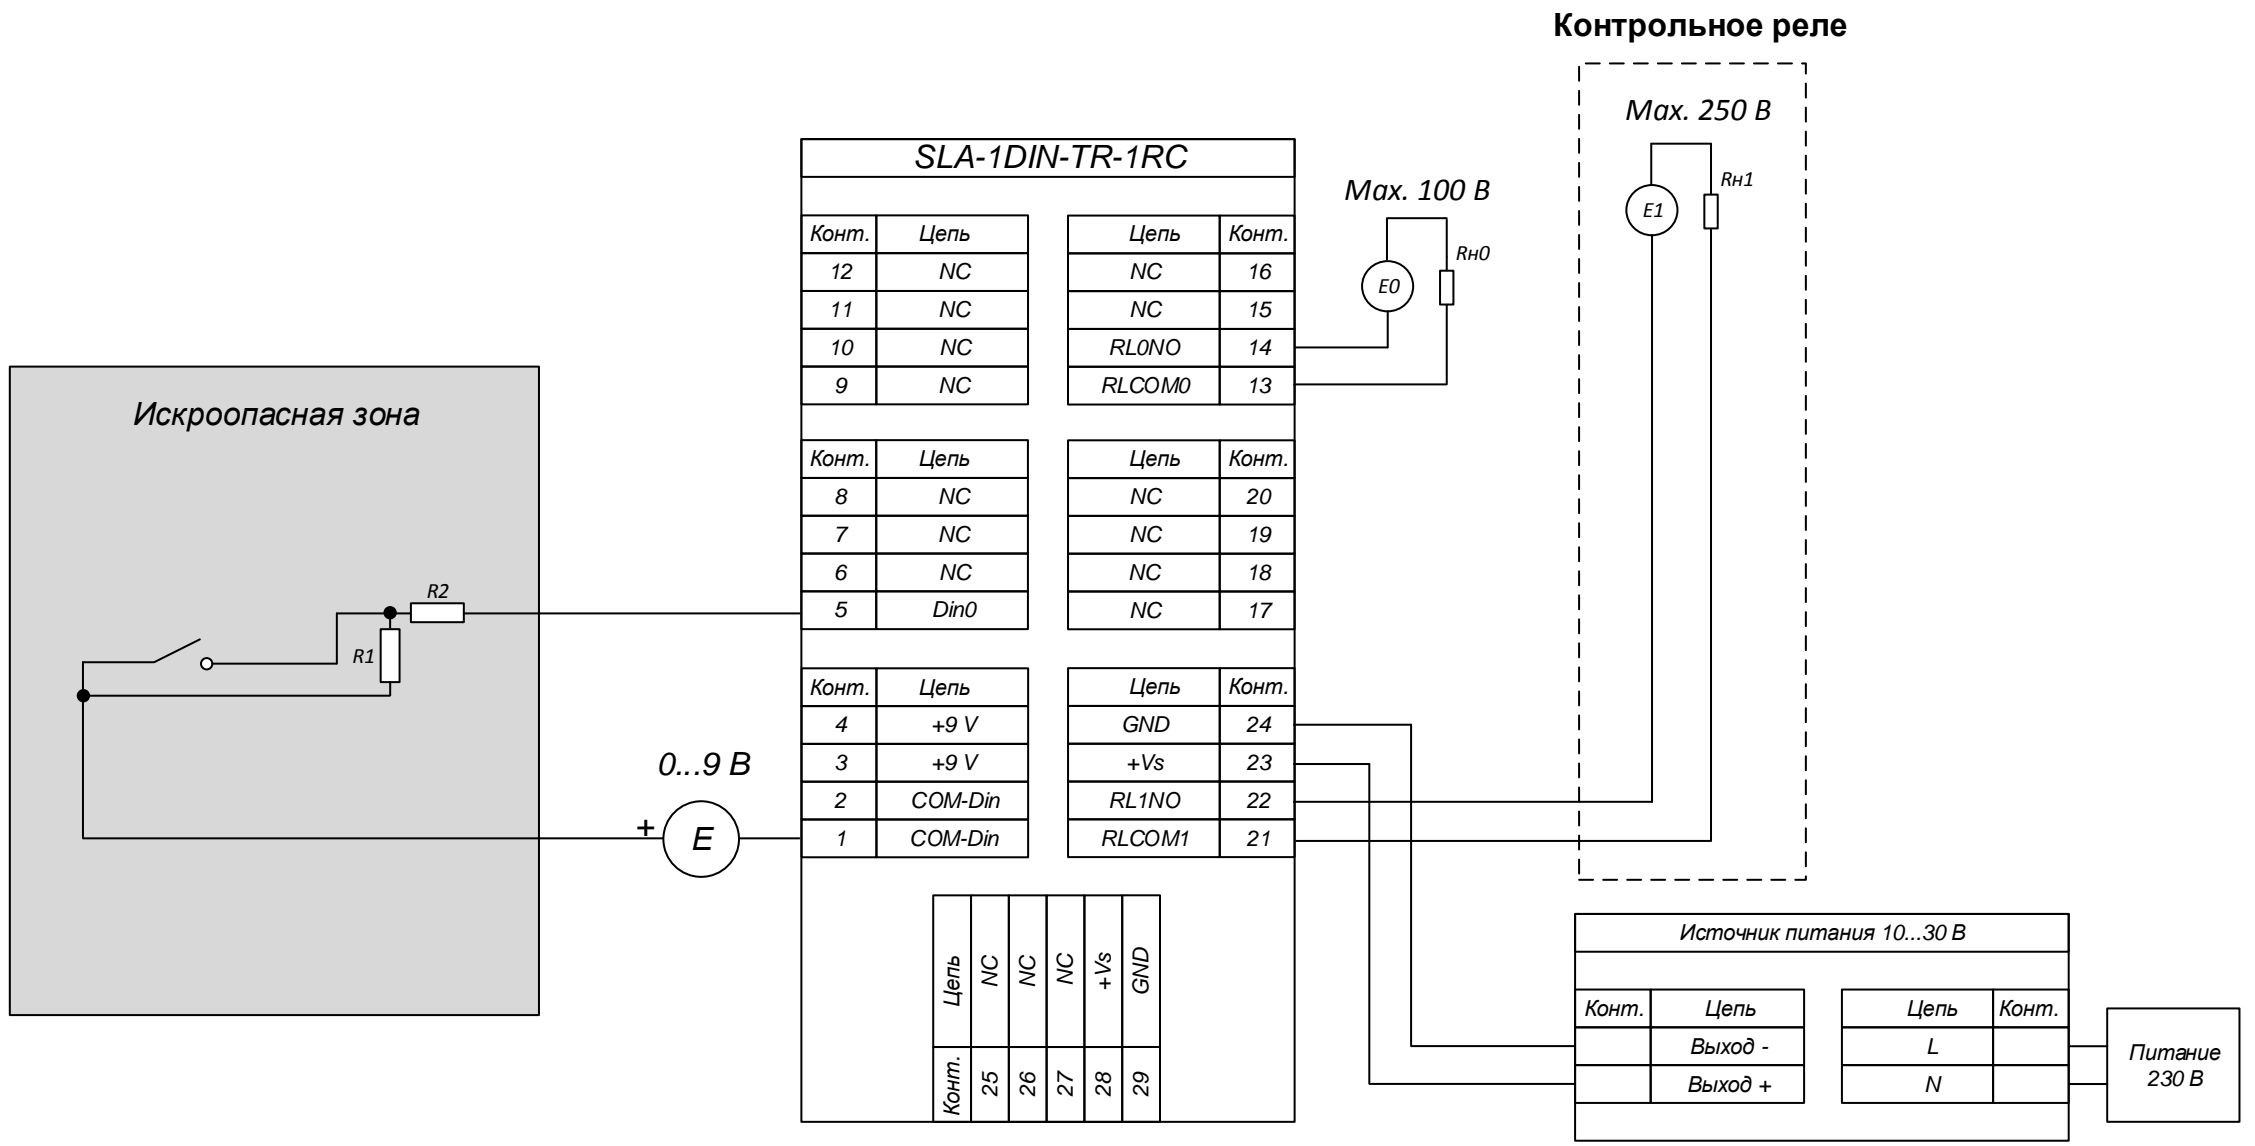 Контрольное реле
Max. 250 В
E1
Rн1
SLA-1DIN-TR-1RC
Max. 100 В
E0
Rн0
Конт. Цепь Цепь Конт.
12 NC NC 16
11 NC NC 15
10 NC RL0NO 14
9 NC RLCOM0 13
Искроопасная зона
R2
R1
Конт. Цепь Цепь Конт.
8 NC NC 20
7 NC NC 19
6 NC NC 18
5 Din0 NC 17
Конт. Цепь Цепь Конт.
4 +9 V GND 24
3 +9 V +Vs 23
2 COM-Din RL1NO 22
1 COM-Din RLCOM1 21
0...9 В
+
E
Цепь NC NC NC +Vs GND
Конт. 25 26 27 28 29
Источник питания 10...30 В
Конт. Цепь Цепь Конт.
Выход - L
Выход + N
Питание
230 В